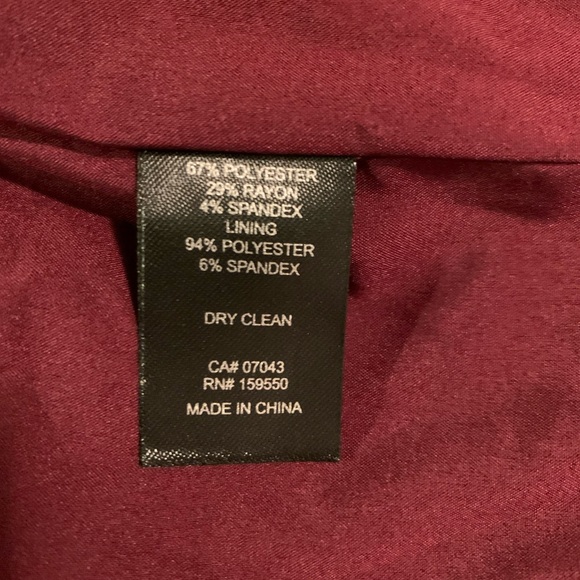 67% POLYESTER
29% RAYON
4% SPANDEX
LINING
94% POLYESTER
6% SPANDEX
DRY CLEAN
CA# 07043
RN# 159550
MADE IN CHINA